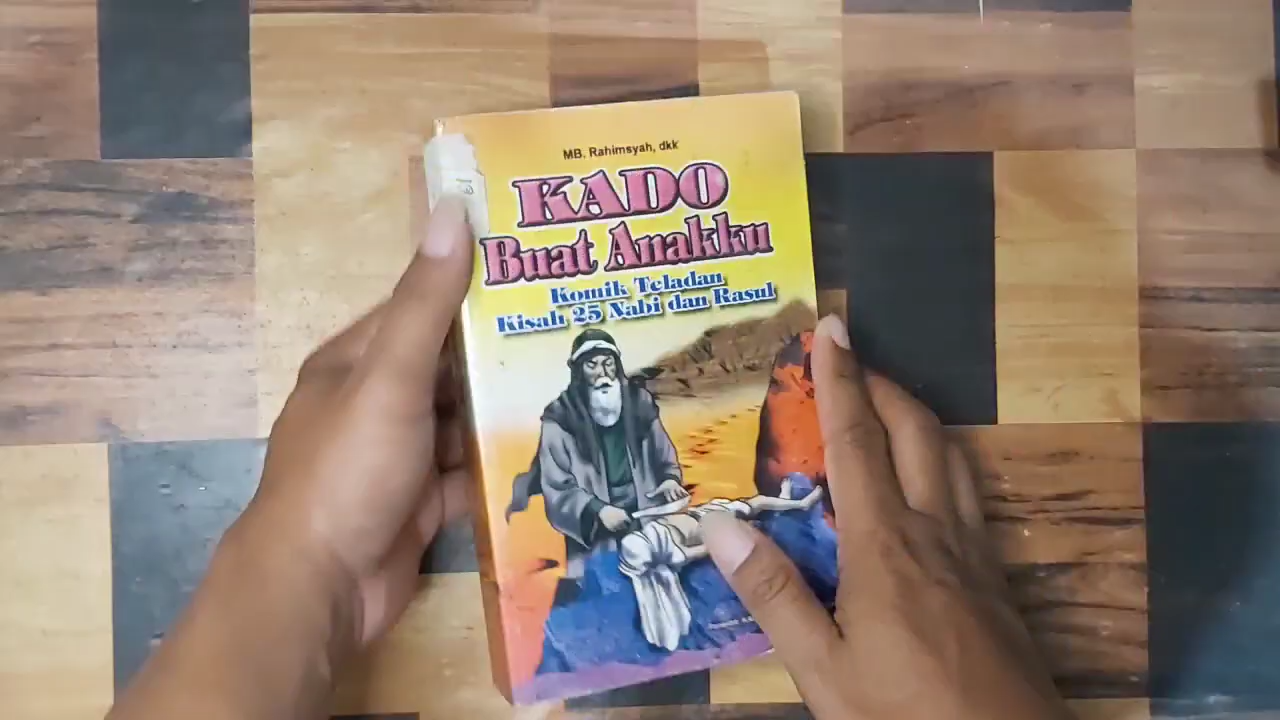 MB. Rahimsyah, dkk
KADO
Buat Anakku
Komik Teladan
Kisah 25 Nabi dan Rasul